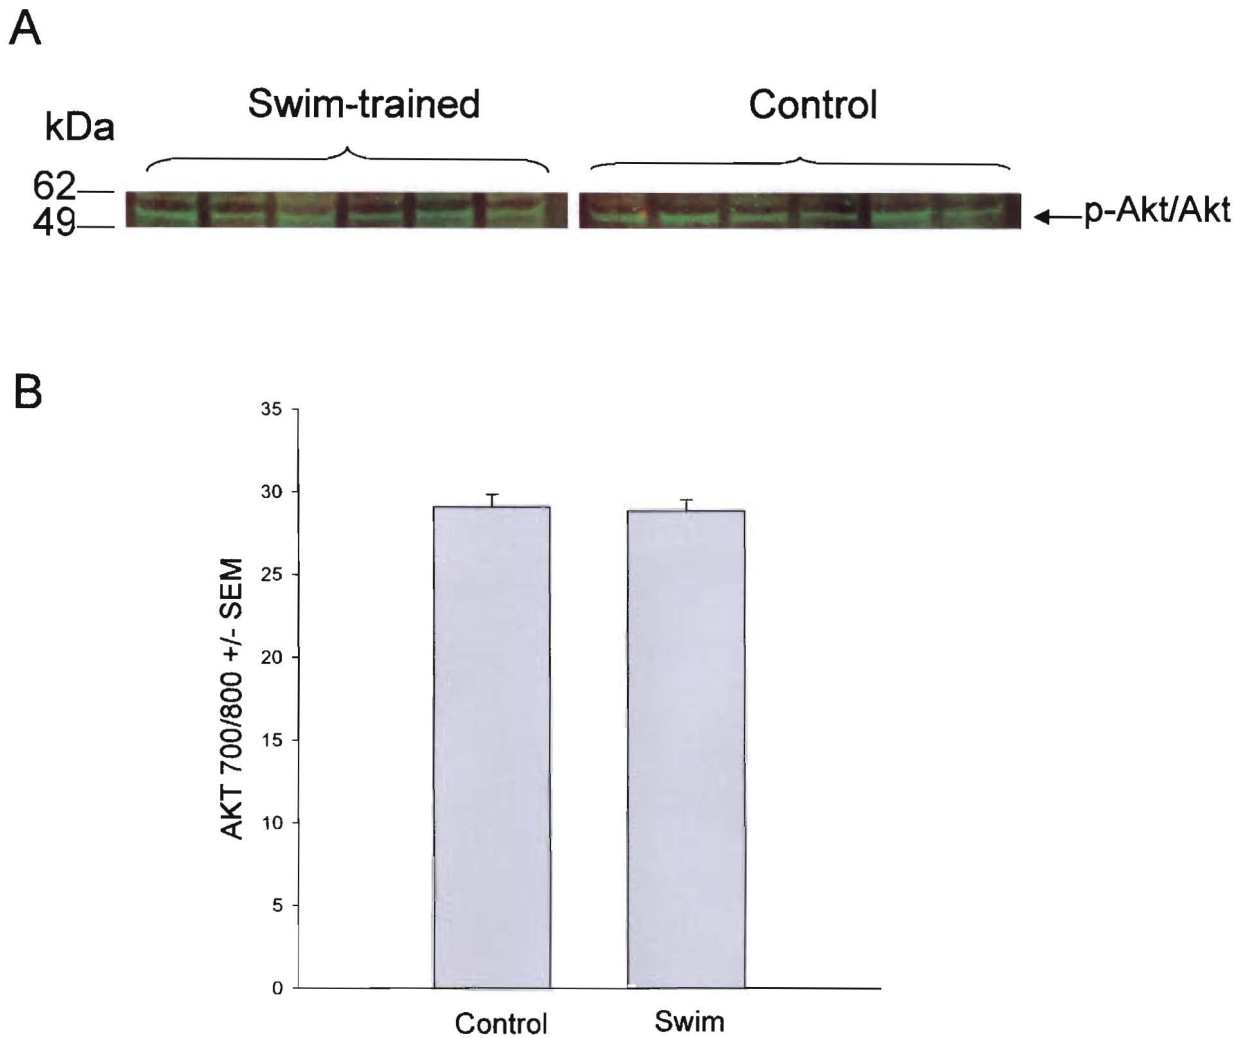 A
Swim-trained
Control
kDa
62
49
p-Akt/Akt
B
35
30
25
20
15
10
5
0
AKT 700/800 +/- SEM
Control
Swim